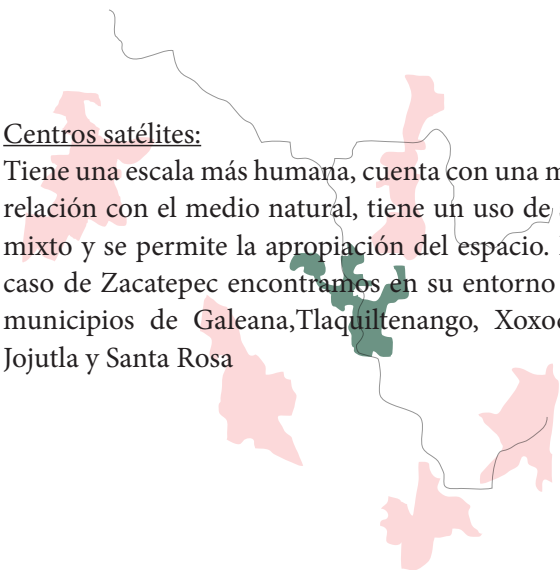 Centros satélites:
Tiene una escala más humana, cuenta con una
relación con el medio natural, tiene un uso de
mixto y se permite la apropiación del espacio.
caso de Zacatepec encontramos en su entorno
municipios de Galeana,Tlaquiltenango,
Jojutla y Santa Rosa